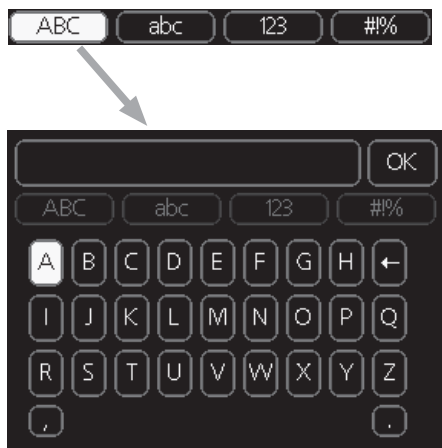 ABC abc 123 #!%
OK
ABC abc 123 #!%
A B C D E F G H ←
I J K L M N O P Q
R S T U V W X Y Z
, .